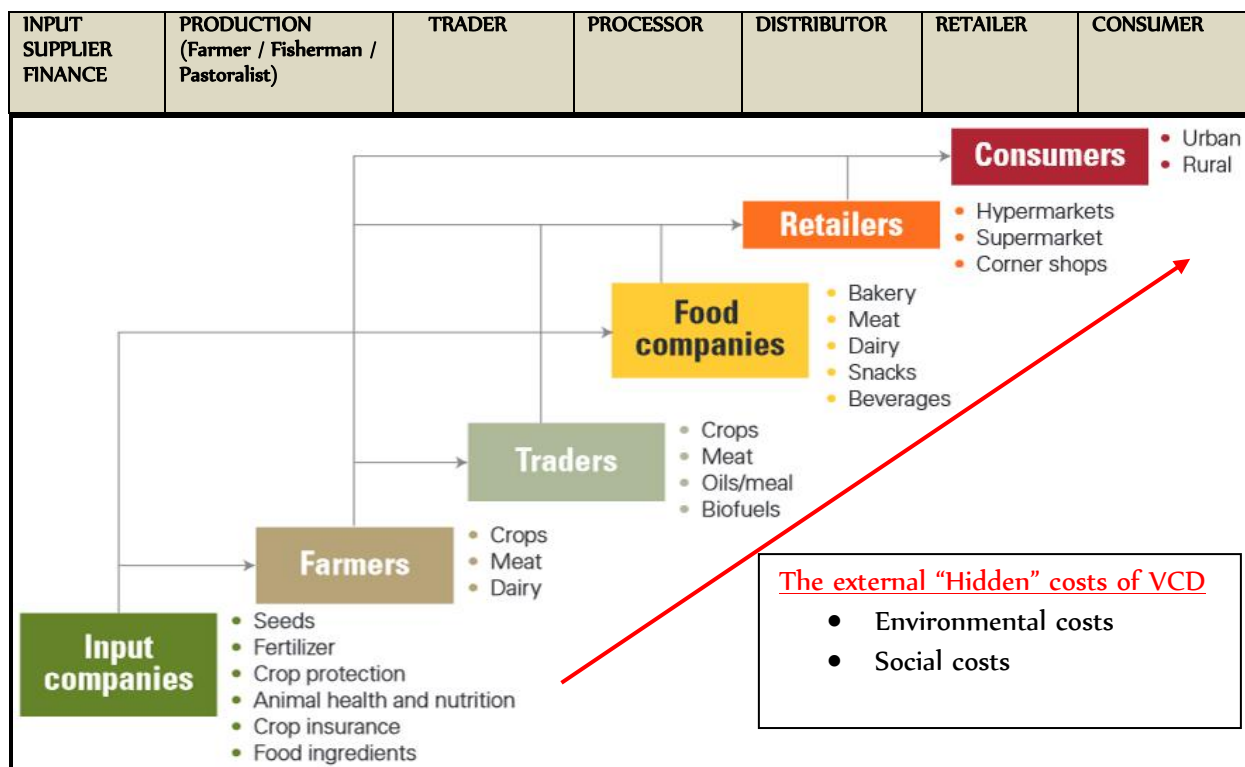 INPUT
SUPPLIER
FINANCE
PRODUCTION
(Farmer / Fisherman /
Pastoralist)
TRADER
PROCESSOR
DISTRIBUTOR
RETAILER
CONSUMER
Consumers
• Urban
• Rural
Retailers
• Hypermarkets
• Supermarket
• Corner shops
Food
companies
• Bakery
• Meat
• Dairy
• Snacks
• Beverages
Traders
• Crops
• Meat
• Oils/meal
• Biofuels
Farmers
• Crops
• Meat
• Dairy
The external “Hidden” costs of VCD
• Environmental costs
• Social costs
Input
companies
• Seeds
• Fertilizer
• Crop protection
• Animal health and nutrition
• Crop insurance
• Food ingredients